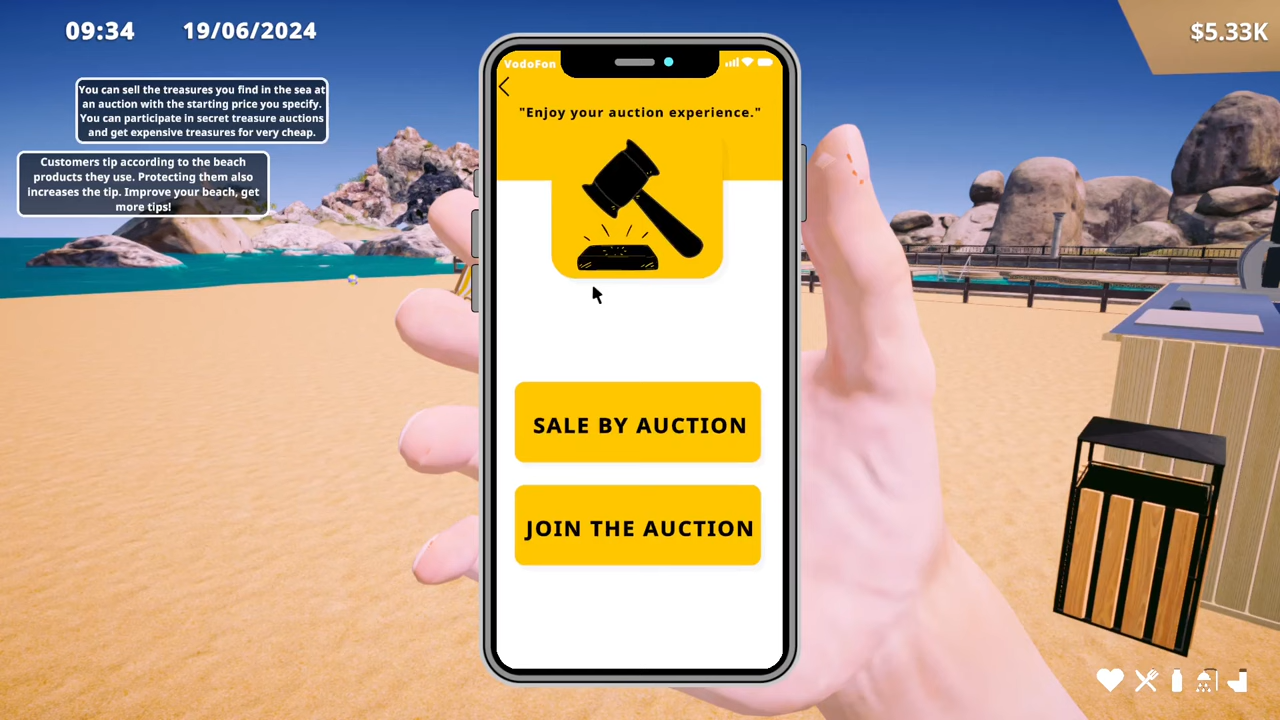 09:34 19/06/2024
$5.33K
You can sell the treasures you find in the sea at
an auction with the starting price you specify.
You can participate in secret treasure auctions
and get expensive treasures for very cheap.
Customers tip according to the beach
products they use. Protecting them also
increases the tip. Improve your beach, get
more tips!
VodoFon
"Enjoy your auction experience."
SALE BY AUCTION
JOIN THE AUCTION